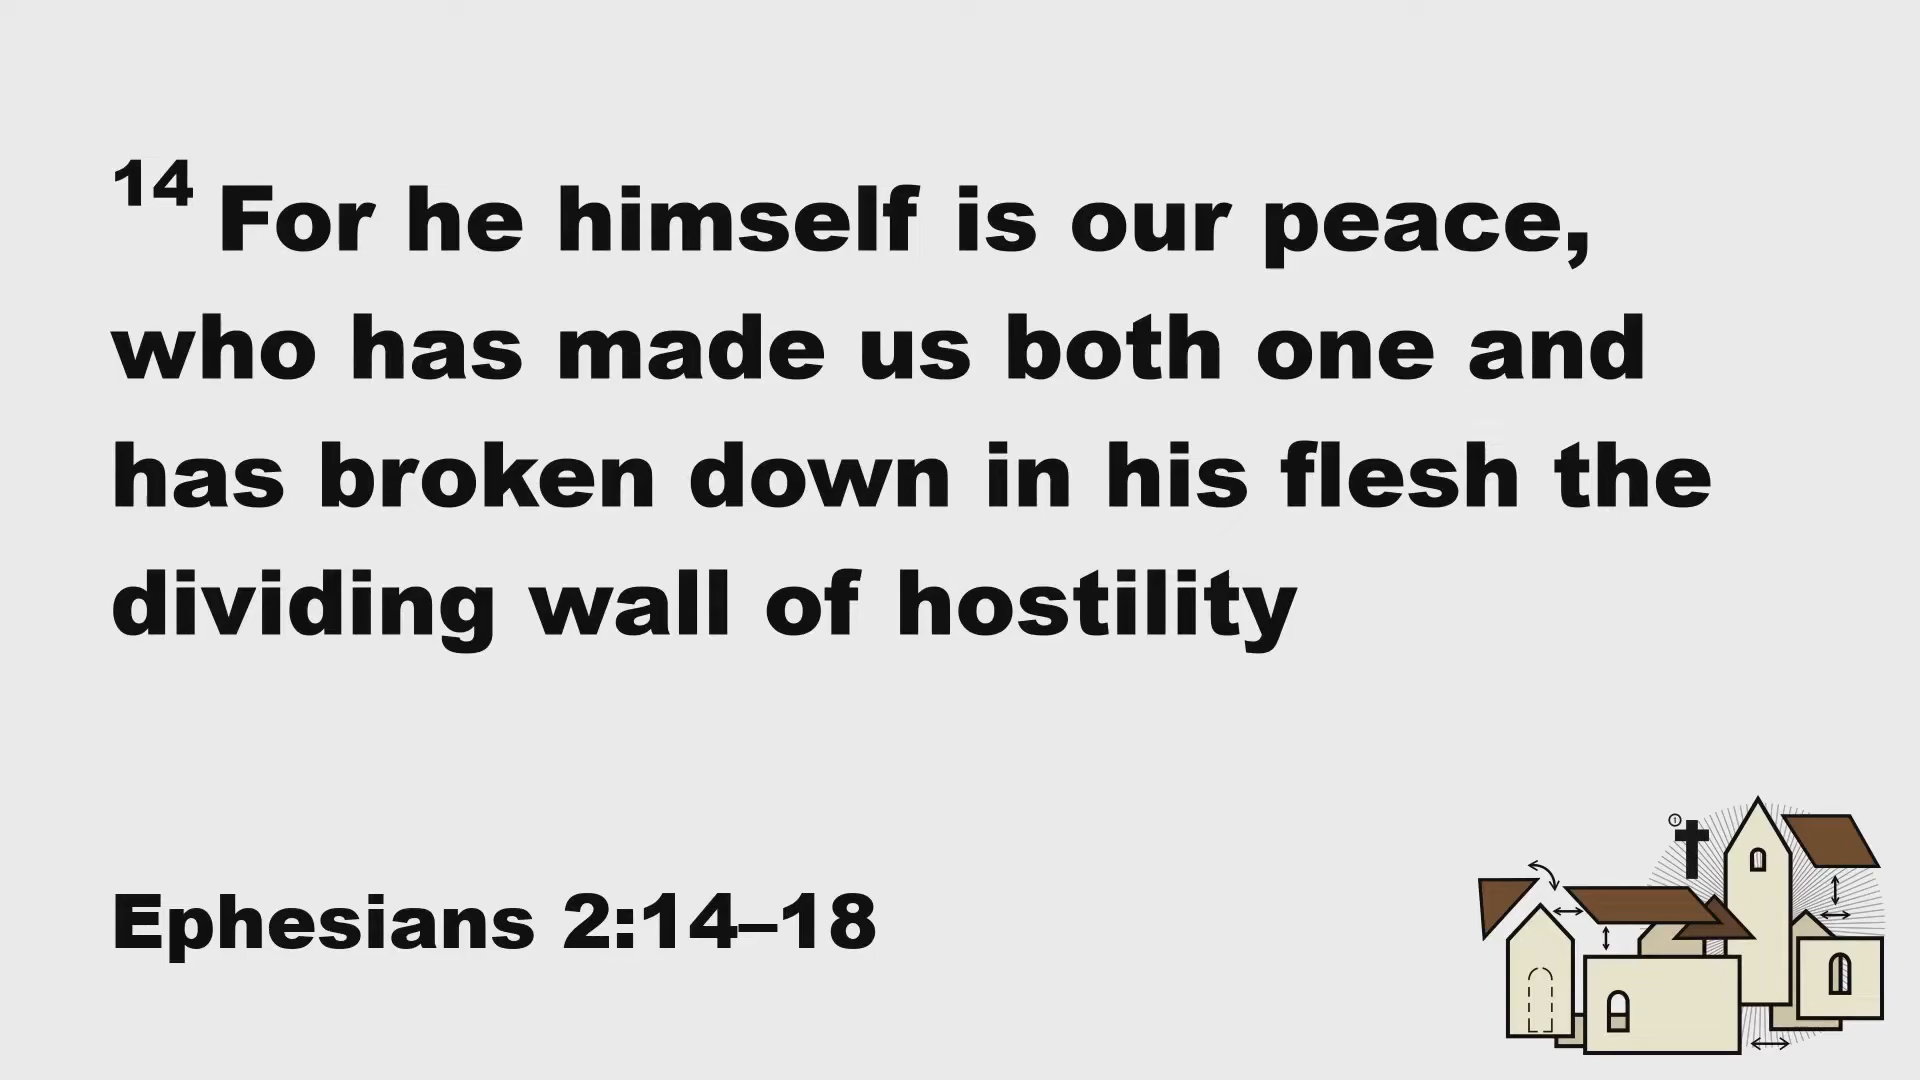 14 For he himself is our peace,
who has made us both one and
has broken down in his flesh the
dividing wall of hostility
Ephesians 2:14–18